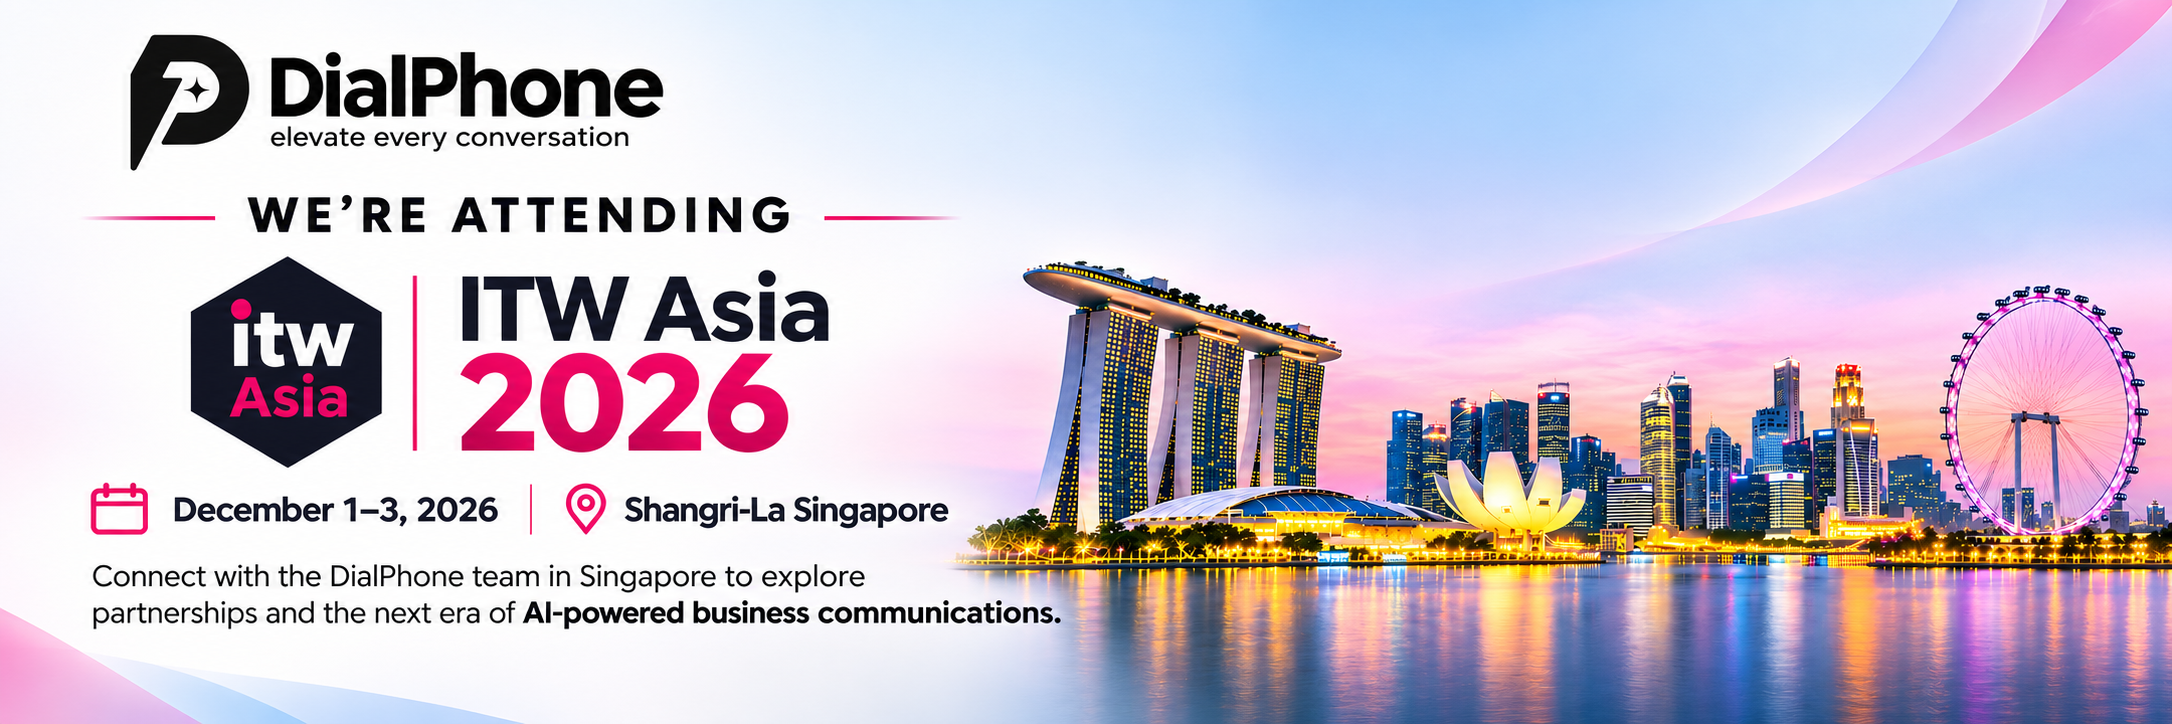 DialPhone
elevate every conversation
WE’RE ATTENDING
itw
Asia
ITW Asia
2026
December 1–3, 2026
Shangri-La Singapore
Connect with the DialPhone team in Singapore to explore
partnerships and the next era of AI-powered business communications.